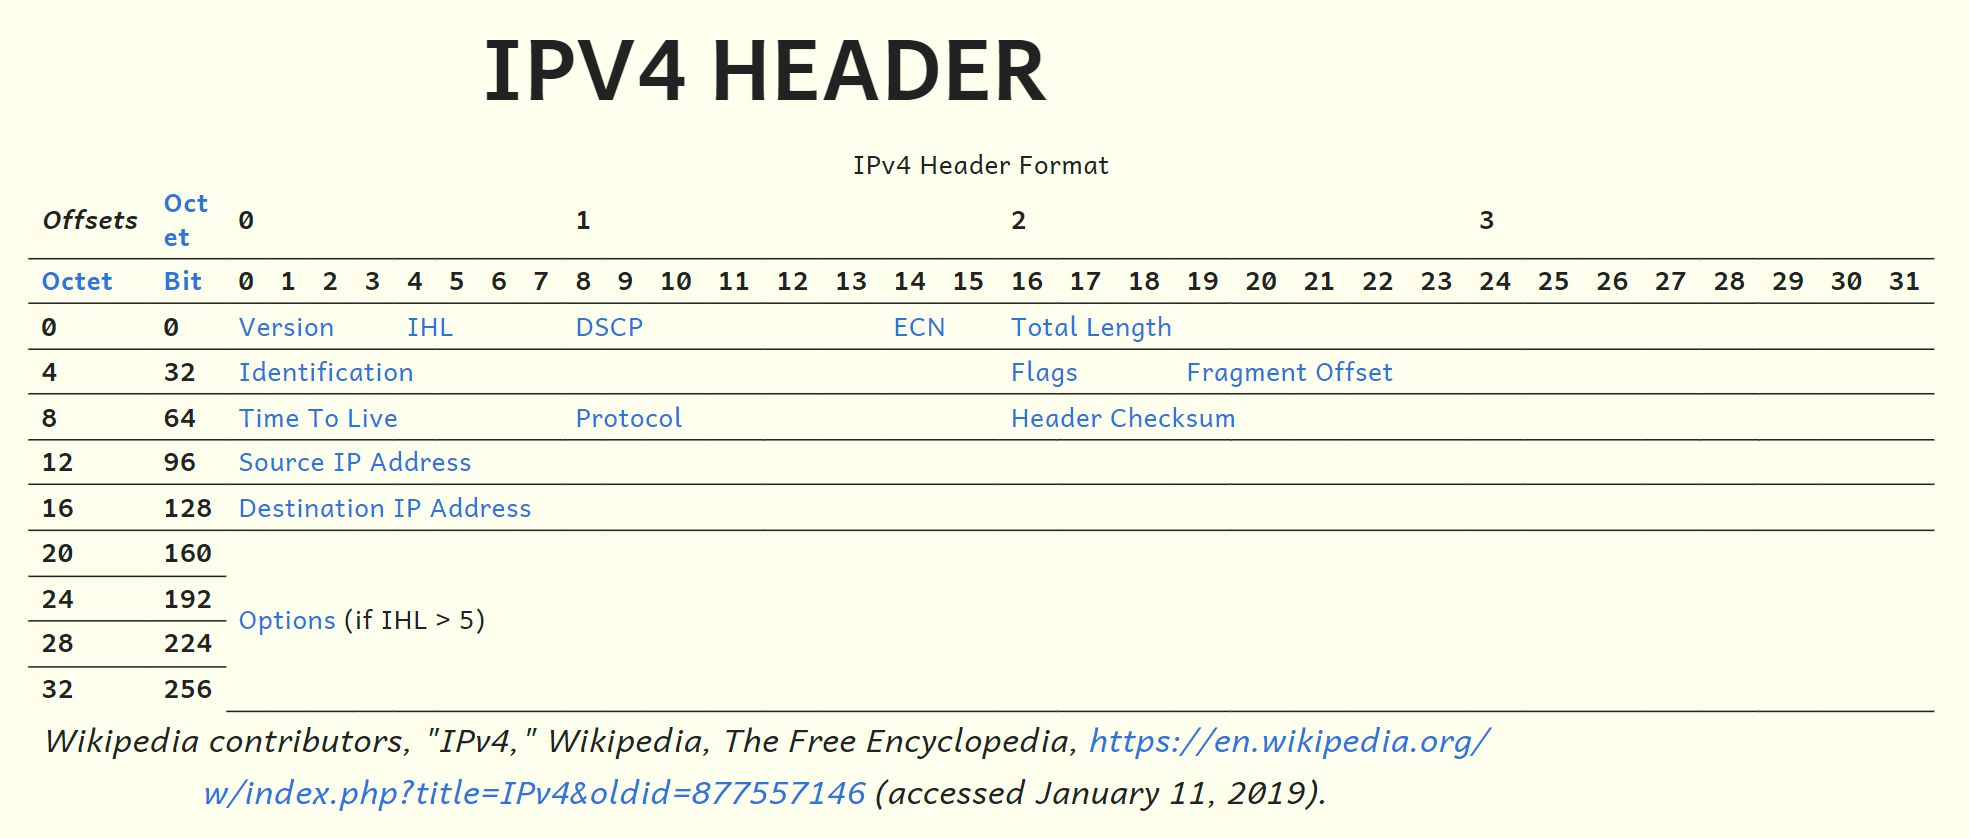 IPV4 HEADER
IPv4 Header Format
Offsets Octet 0 1 2 3
Octet Bit 0 1 2 3 4 5 6 7 8 9 10 11 12 13 14 15 16 17 18 19 20 21 22 23 24 25 26 27 28 29 30 31
0 0 Version IHL DSCP ECN Total Length
4 32 Identification Flags Fragment Offset
8 64 Time To Live Protocol Header Checksum
12 96 Source IP Address
16 128 Destination IP Address
20 160
24 192
Options (if IHL > 5)
28 224
32 256
Wikipedia contributors, "IPv4," Wikipedia, The Free Encyclopedia, https://en.wikipedia.org/
w/index.php?title=IPv4&oldid=877557146 (accessed January 11, 2019).